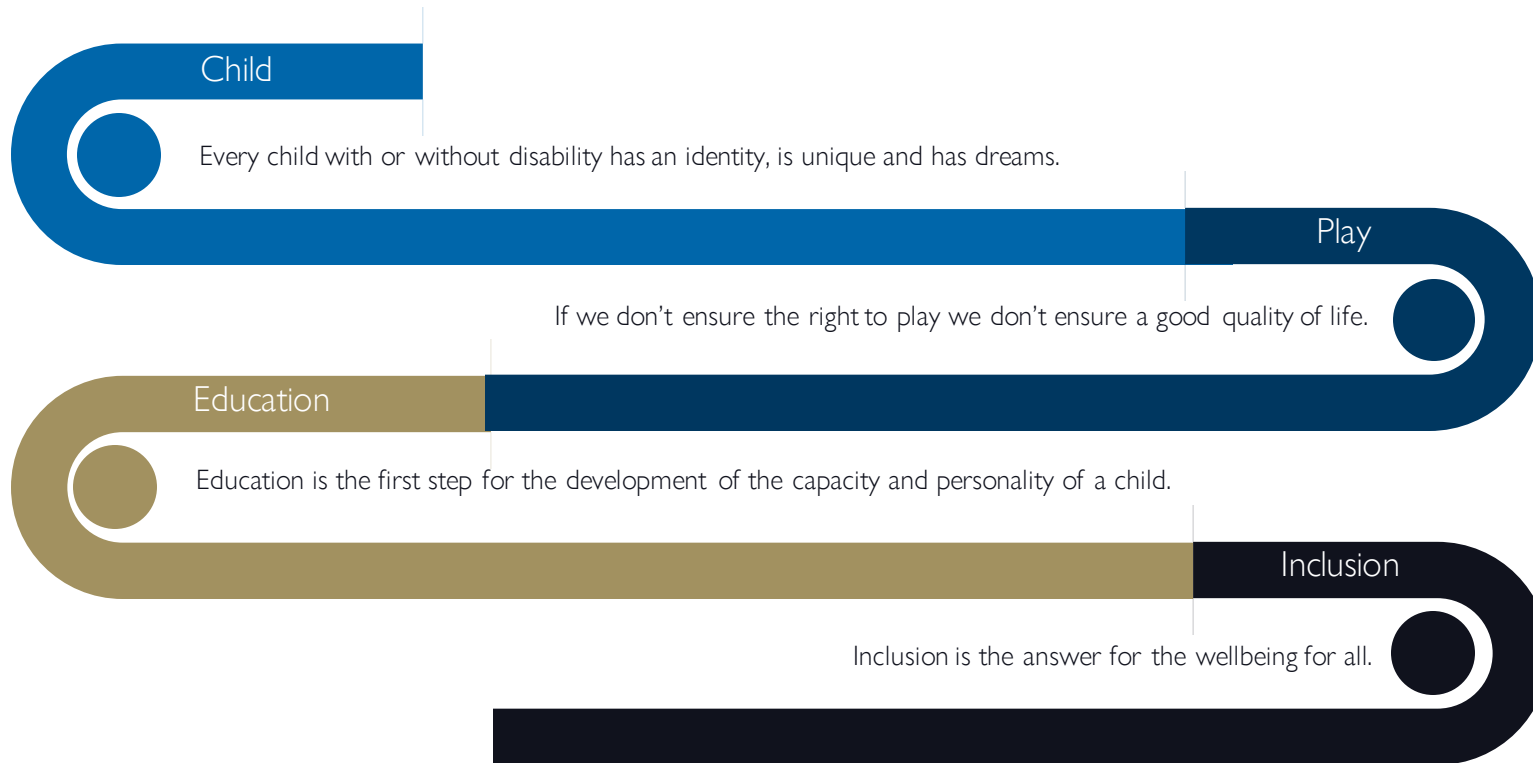 Child
Every child with or without disability has an identity, is unique and has dreams.
Play
If we don’t ensure the right to play we don’t ensure a good quality of life.
Education
Education is the first step for the development of the capacity and personality of a child.
Inclusion
Inclusion is the answer for the wellbeing for all.